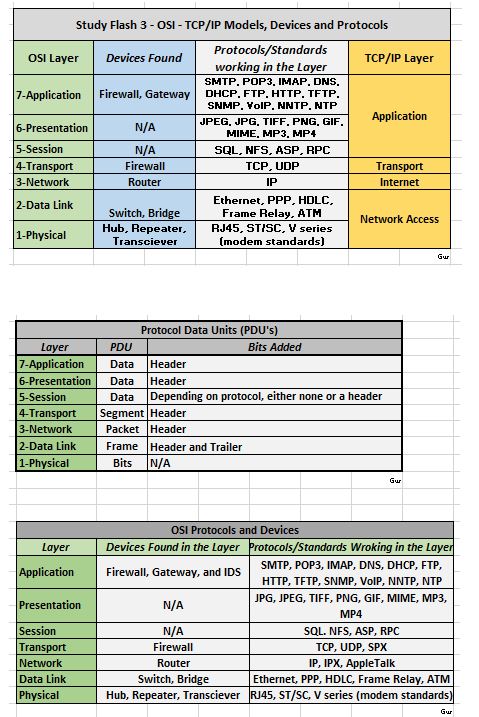 Study Flash 3 - OSI - TCP/IP Models, Devices and Protocols
OSI Layer Devices Found Protocols/Standards working in the Layer TCP/IP Layer
7-Application Firewall, Gateway SMTP, POP3, IMAP, DNS,
DHCP, FTP, HTTP, TFTP,
SNMP, VoIP, NNTP, NTP
Application
6-Presentation N/A JPEG, JPG, TIFF, PNG, GIF,
MIME, MP3, MP4
5-Session N/A SQL, NFS, ASP, RPC
4-Transport Firewall TCP, UDP Transport
3-Network Router IP Internet
2-Data Link Switch, Bridge Ethernet, PPP, HDLC,
Frame Relay, ATM
Network Access
1-Physical Hub, Repeater,
Transciever
RJ45, ST/SC, V series
(modem standards)
Gur
Protocol Data Units (PDU's)
Layer PDU Bits Added
7-Application Data Header
6-Presentation Data Header
5-Session Data Depending on protocol, either none or a header
4-Transport Segment Header
3-Network Packet Header
2-Data Link Frame Header and Trailer
1-Physical Bits N/A
Gur
OSI Protocols and Devices
Layer Devices Found in the Layer Protocols/Standards Wroking in the Layer
Application Firewall, Gateway, and IDS SMTP, POP3, IMAP, DNS, DHCP, FTP,
HTTP, TFTP, SNMP, VoIP, NNTP, NTP
Presentation N/A JPG, JPEG, TIFF, PNG, GIF, MIME, MP3,
MP4
Session N/A SQL. NFS, ASP, RPC
Transport Firewall TCP, UDP, SPX
Network Router IP, IPX, AppleTalk
Data Link Switch, Bridge Ethernet, PPP, HDLC, Frame Relay, ATM
Physical Hub, Repeater, Transciever RJ45, ST/SC, V series (modem standards)
Gur